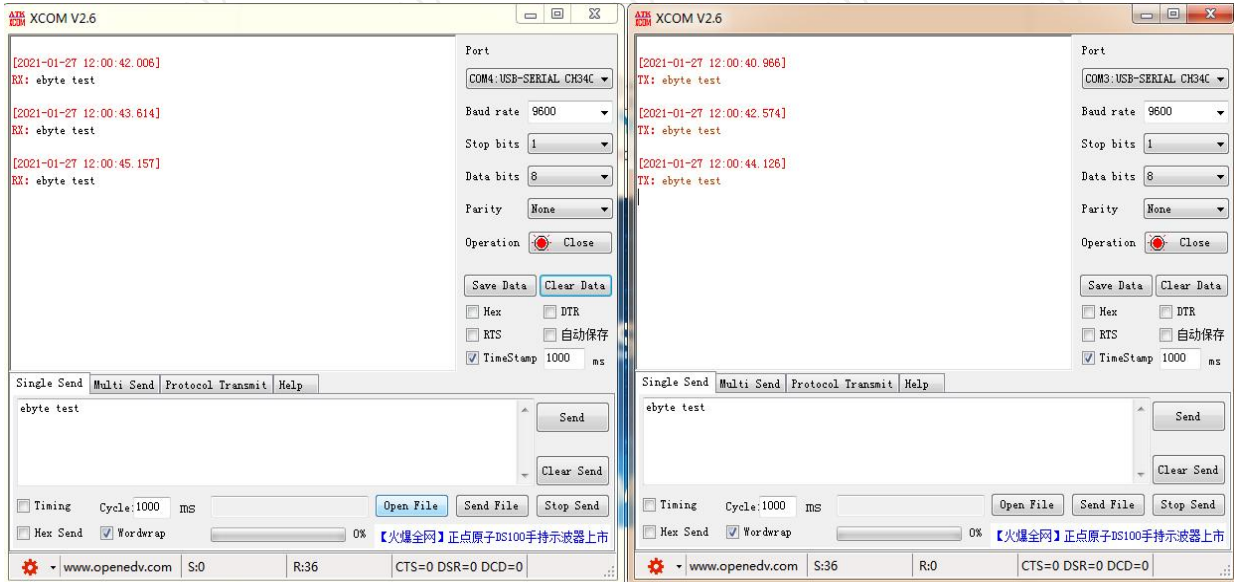 XCOM V2.6
[2021-01-27 12:00:42.006]
RX: ebyte test
[2021-01-27 12:00:43.614]
RX: ebyte test
[2021-01-27 12:00:45.157]
RX: ebyte test
Port
COM4:USB-SERIAL CH34C
Baud rate 9600
Stop bits 1
Data bits 8
Parity None
Operation Close
Save Data Clear Data
Hex DTR
RTS 自动保存
TimeStamp 1000 ms
Single Send Multi Send Protocol Transmit Help
ebyte test
Send
Clear Send
Timing Cycle:1000 ms Open File Send File Stop Send
Hex Send Wordwrap 0% 【火爆全网】正点原子DS100手持示波器上市
www.openedv.com S:0 R:36 CTS=0 DSR=0 DCD=0
XCOM V2.6
[2021-01-27 12:00:40.966]
TX: ebyte test
[2021-01-27 12:00:42.574]
TX: ebyte test
[2021-01-27 12:00:44.126]
TX: ebyte test
Port
COM3:USB-SERIAL CH34C
Baud rate 9600
Stop bits 1
Data bits 8
Parity None
Operation Close
Save Data Clear Data
Hex DTR
RTS 自动保存
TimeStamp 1000 ms
Single Send Multi Send Protocol Transmit Help
ebyte test
Send
Clear Send
Timing Cycle:1000 ms Open File Send File Stop Send
Hex Send Wordwrap 0% 【火爆全网】正点原子DS100手持示波器上市
www.openedv.com S:36 R:0 CTS=0 DSR=0 DCD=0